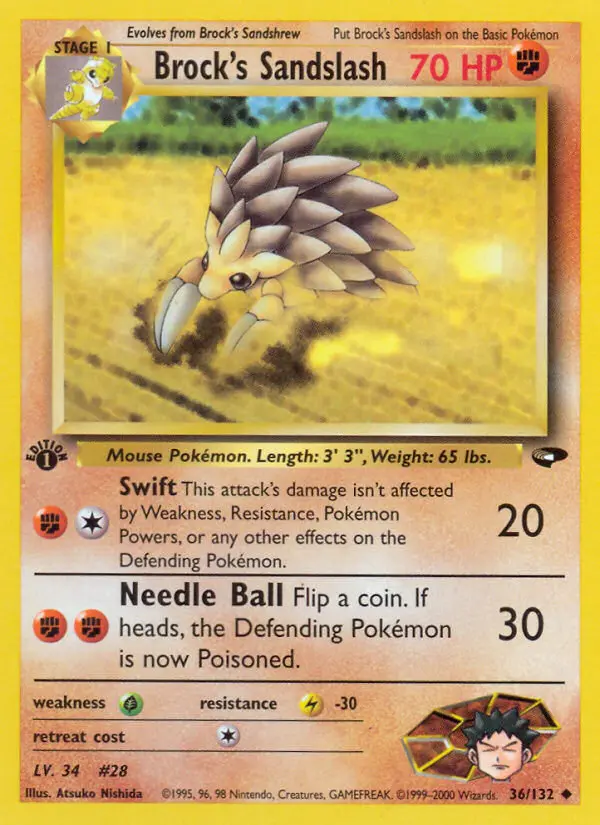 Evolves from Brock's Sandshrew
Put Brock's Sandslash on the Basic Pokémon
STAGE 1
Brock's Sandslash 70 HP
EDITION
1
Mouse Pokémon. Length: 3' 3", Weight: 65 lbs.
Swift This attack's damage isn't affected
by Weakness, Resistance, Pokémon
Powers, or any other effects on the
Defending Pokémon.
20
Needle Ball Flip a coin. If
heads, the Defending Pokémon
is now Poisoned.
30
weakness
resistance
-30
retreat cost
LV. 34 #28
Illus. Atsuko Nishida
©1995, 96, 98 Nintendo, Creatures, GAMEFREAK. ©1999-2000 Wizards.
36/132